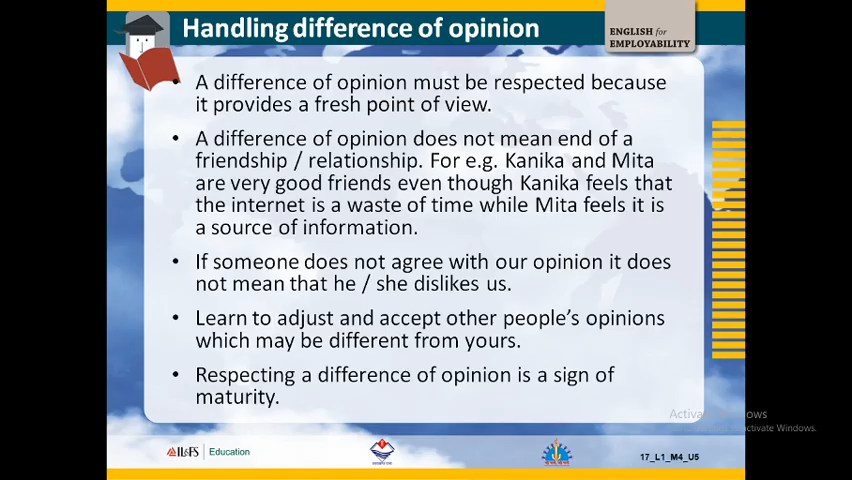 Handling difference of opinion
ENGLISH for
EMPLOYABILITY
• A difference of opinion must be respected because
it provides a fresh point of view.
• A difference of opinion does not mean end of a
friendship / relationship. For e.g. Kanika and Mita
are very good friends even though Kanika feels that
the internet is a waste of time while Mita feels it is
a source of information.
• If someone does not agree with our opinion it does
not mean that he / she dislikes us.
• Learn to adjust and accept other people's opinions
which may be different from yours.
• Respecting a difference of opinion is a sign of
maturity.
IL&FS Education
17_L1_M4_U5
activate Windows.